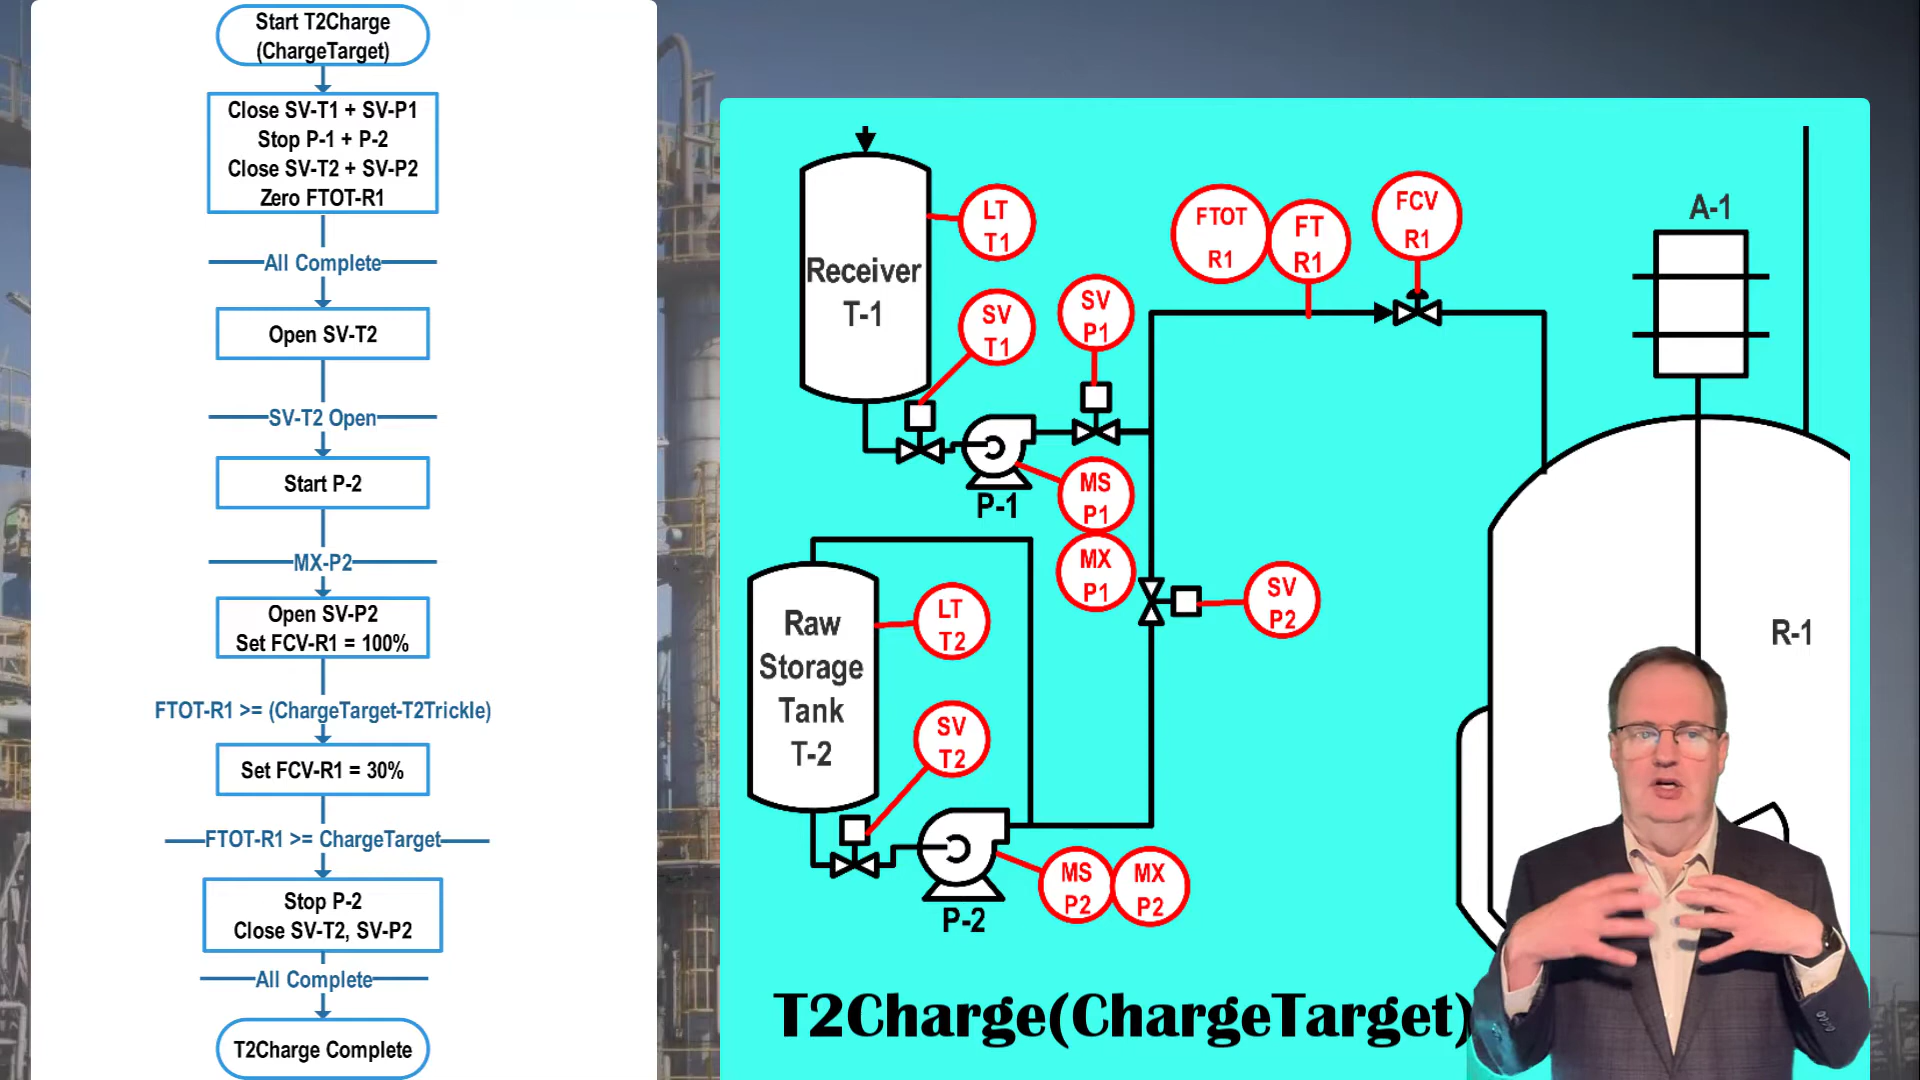 Start T2Charge
(ChargeTarget)
Close SV-T1 + SV-P1
Stop P-1 + P-2
Close SV-T2 + SV-P2
Zero FTOT-R1
All Complete
Open SV-T2
SV-T2 Open
Start P-2
MX-P2
Open SV-P2
Set FCV-R1 = 100%
FTOT-R1 >= (ChargeTarget-T2Trickle)
Set FCV-R1 = 30%
FTOT-R1 >= ChargeTarget
Stop P-2
Close SV-T2, SV-P2
All Complete
T2Charge Complete
Receiver
T-1
LT
T1
SV
T1
SV
P1
P-1
MS
P1
MX
P1
FTOT
R1
FT
R1
FCV
R1
A-1
Raw
Storage
Tank
T-2
LT
T2
SV
T2
SV
P2
P-2
MS
P2
MX
P2
R-1
T2Charge(ChargeTarget)